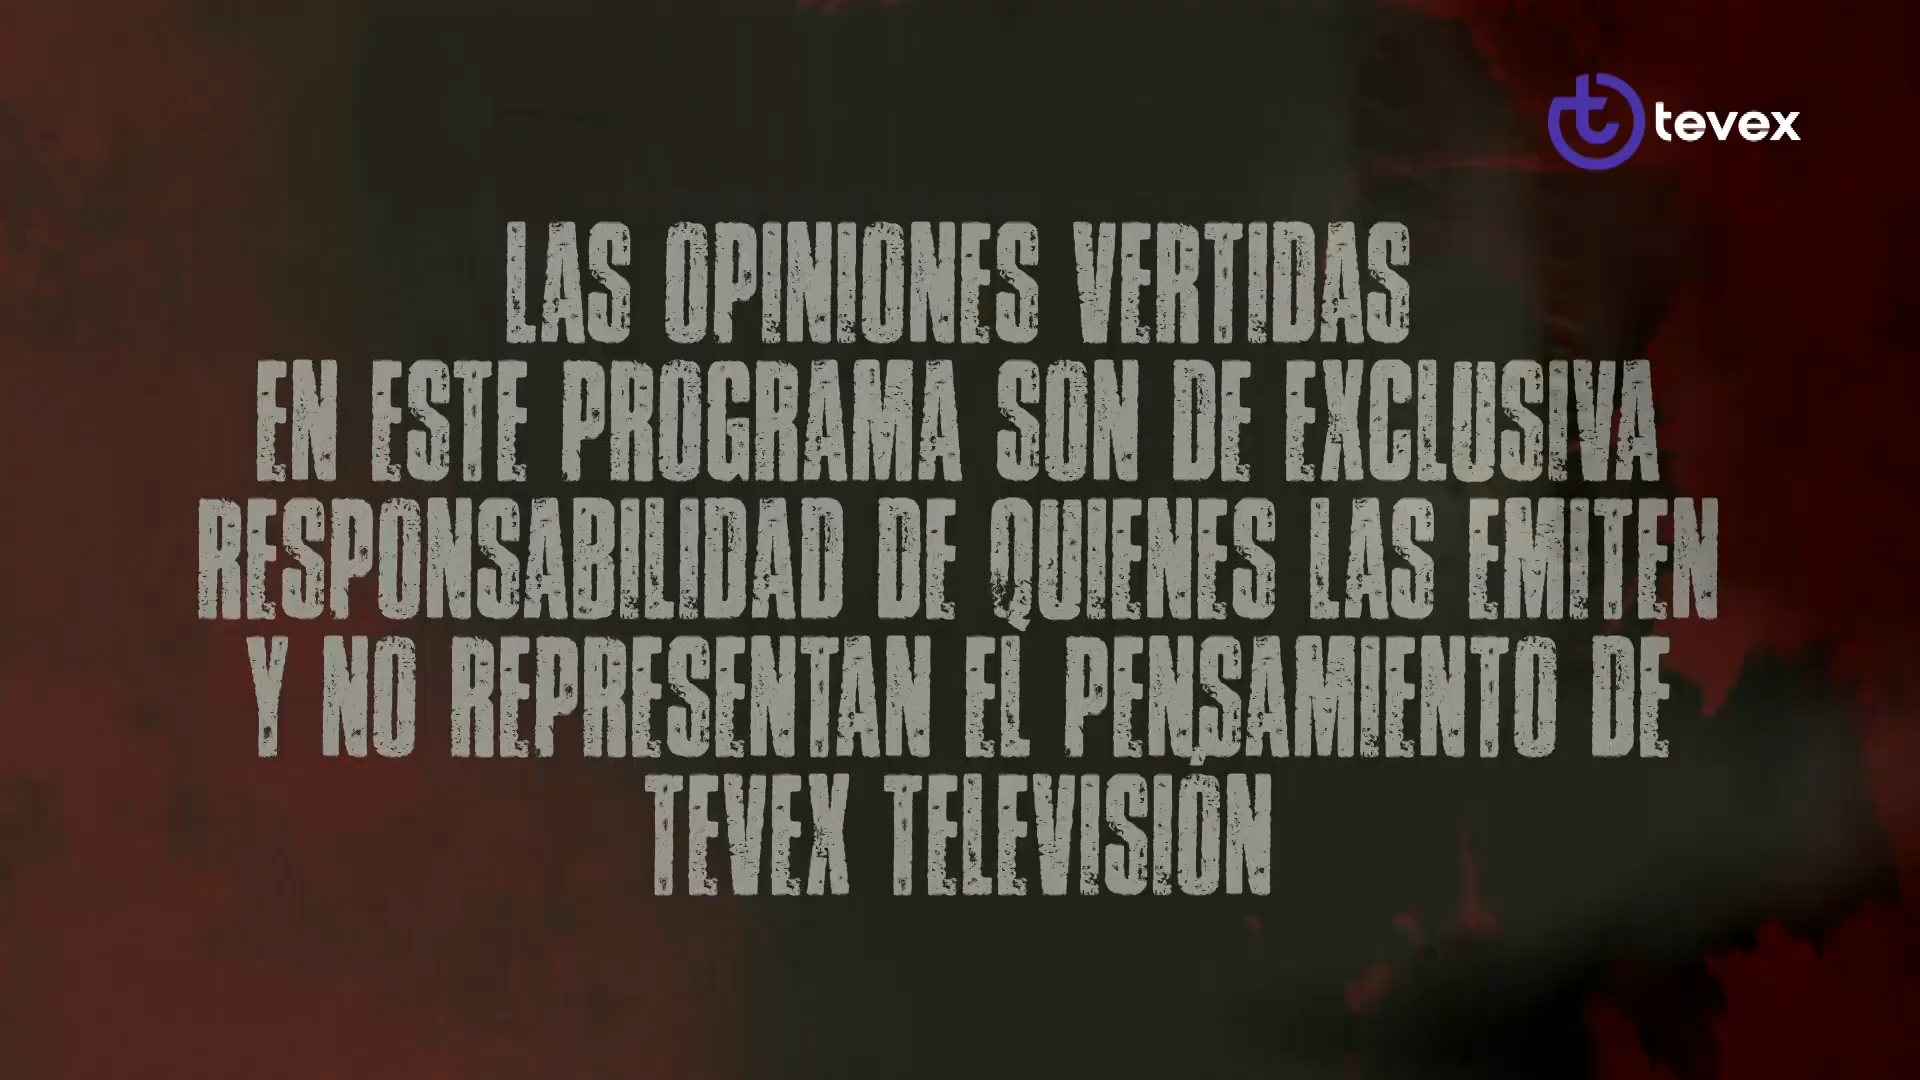 tevex
LAS OPINIONES VERTIDAS
EN ESTE PROGRAMA SON DE EXCLUSIVA
RESPONSABILIDAD DE QUIENES LAS EMITEN
Y NO REPRESENTAN EL PENSAMIENTO DE
TEVEX TELEVISIÓN